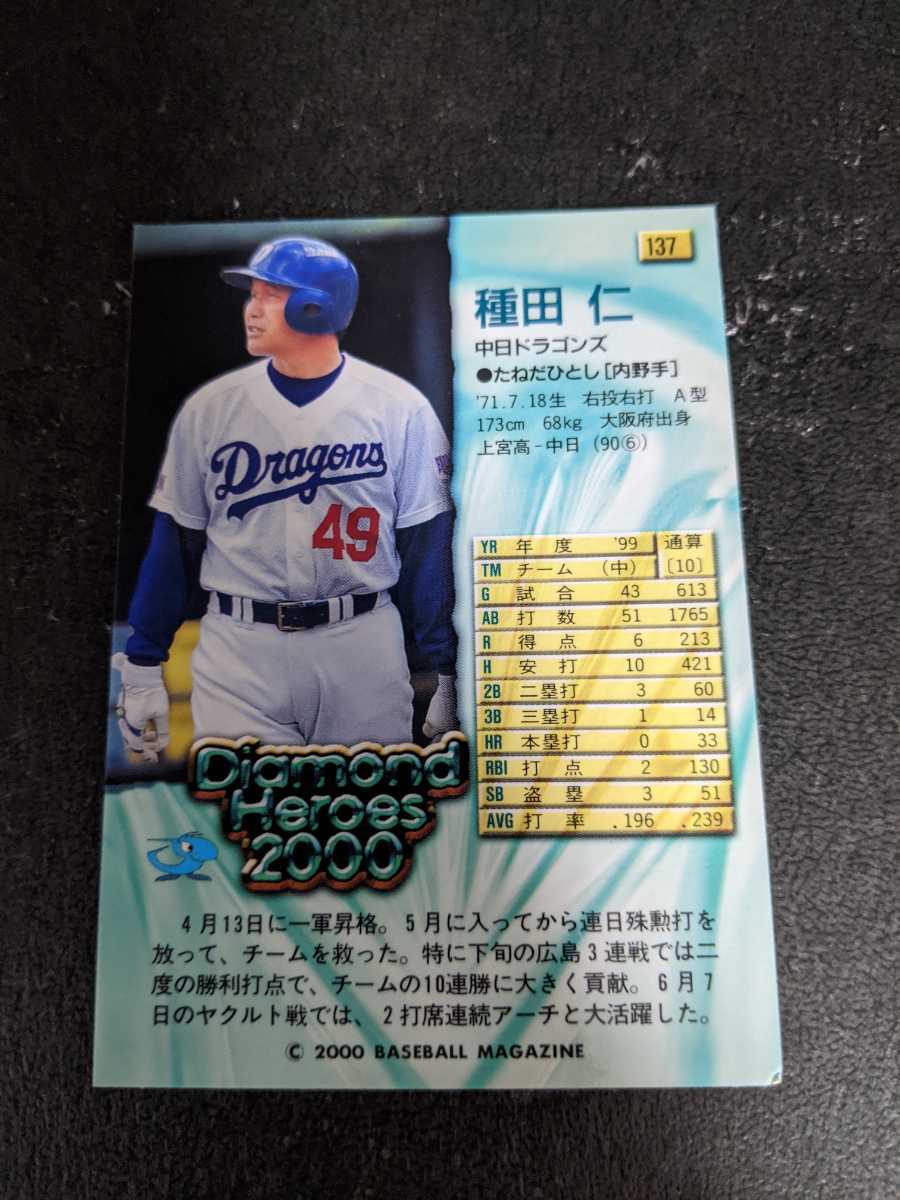 137
種田 仁
中日ドラゴンズ
●たねだひとし[内野手]
'71.7.18生 右投右打 A型
173cm 68kg 大阪府出身
上宮高-中日 (90⑥)
Dragons
49
YR 年度 '99 通算
TM チーム (中) [10]
G 試合 43 613
AB 打数 51 1765
R 得点 6 213
H 安打 10 421
2B 二塁打 3 60
3B 三塁打 1 14
HR 本塁打 0 33
RBI 打点 2 130
SB 盗塁 3 51
AVG 打率 .196 .239
Diamond
Heroes
2000
4月13日に一軍昇格。5月に入ってから連日殊勲打を
放って、チームを救った。特に下旬の広島3連戦では二
度の勝利打点で、チームの10連勝に大きく貢献。6月7
日のヤクルト戦では、2打席連続アーチと大活躍した。
© 2000 BASEBALL MAGAZINE